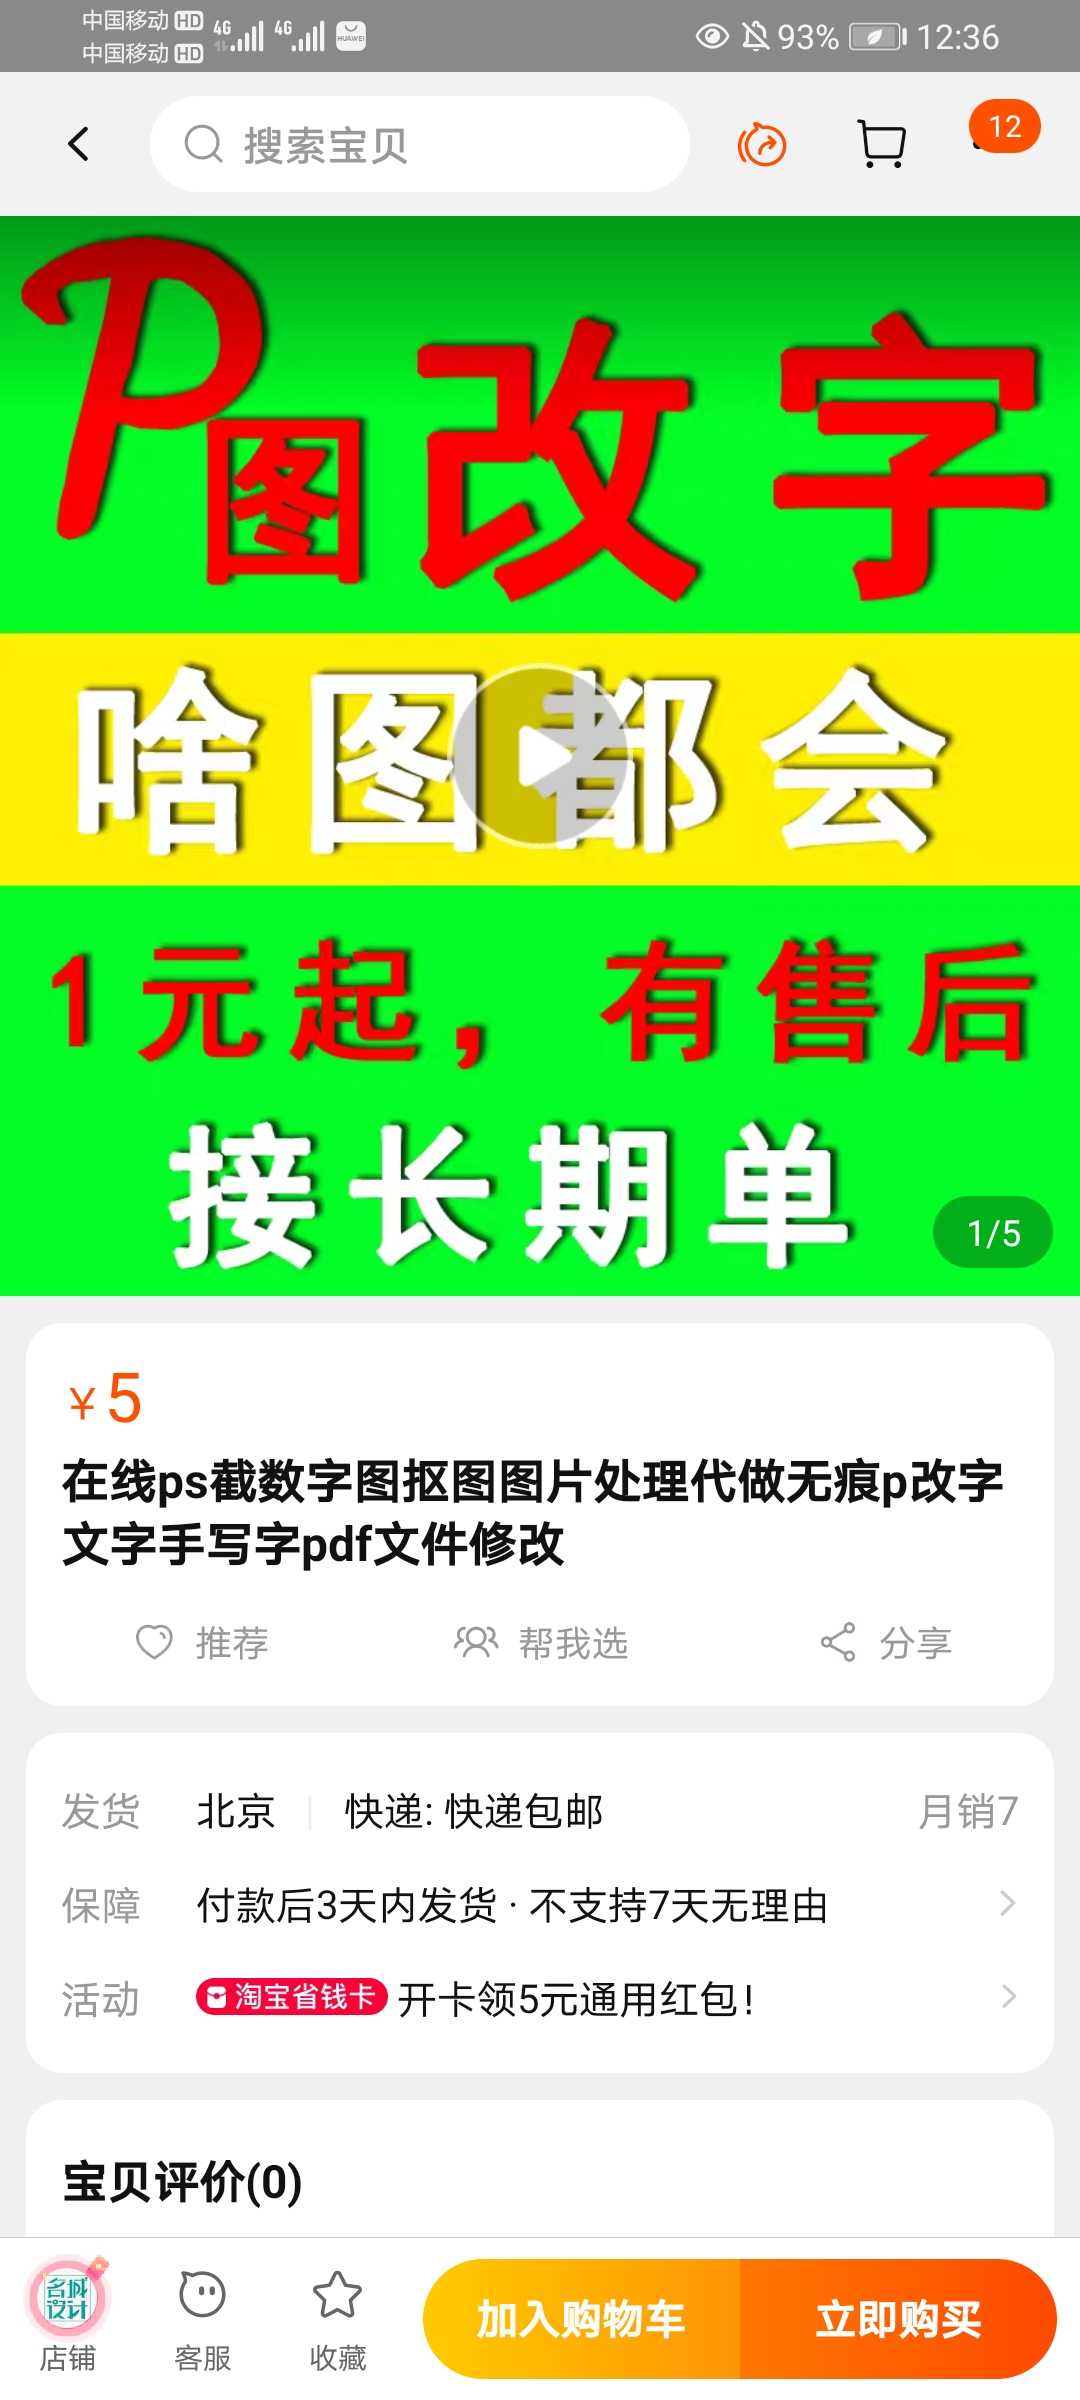 中国移动 HD 4G 4G HUAWEI 93% 12:36
中国移动 HD
搜索宝贝 12
P图改字
啥图都会
1元起，有售后
接长期单
1/5
¥5
在线ps截数字图抠图图片处理代做无痕p改字
文字手写字pdf文件修改
推荐 帮我选 分享
发货 北京 快递: 快递包邮 月销7
保障 付款后3天内发货 · 不支持7天无理由
活动 淘宝省钱卡 开卡领5元通用红包！
宝贝评价(0)
名城
设计
店铺 客服 收藏 加入购物车 立即购买